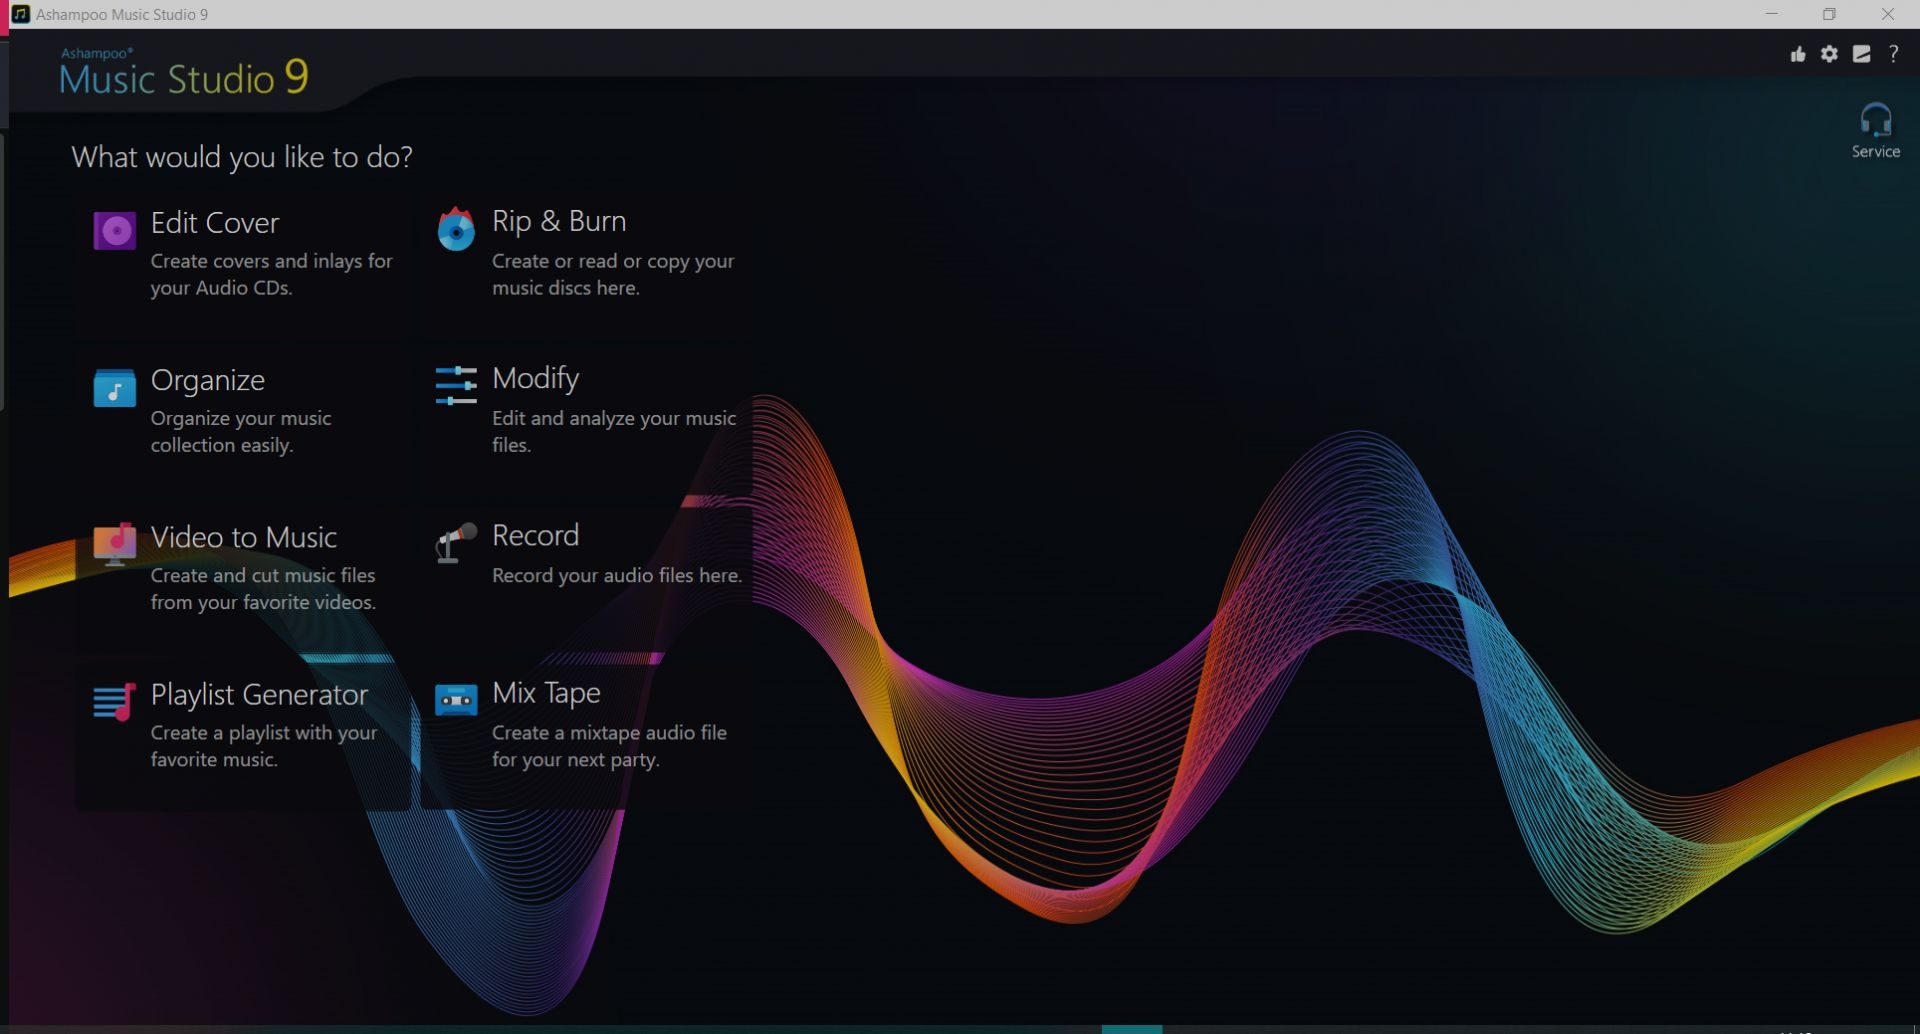 Ashampoo Music Studio 9
Ashampoo®
Music Studio 9
Service
What would you like to do?
Edit Cover
Create covers and inlays for
your Audio CDs.
Rip & Burn
Create or read or copy your
music discs here.
Organize
Organize your music
collection easily.
Modify
Edit and analyze your music
files.
Video to Music
Create and cut music files
from your favorite videos.
Record
Record your audio files here.
Playlist Generator
Create a playlist with your
favorite music.
Mix Tape
Create a mixtape audio file
for your next party.